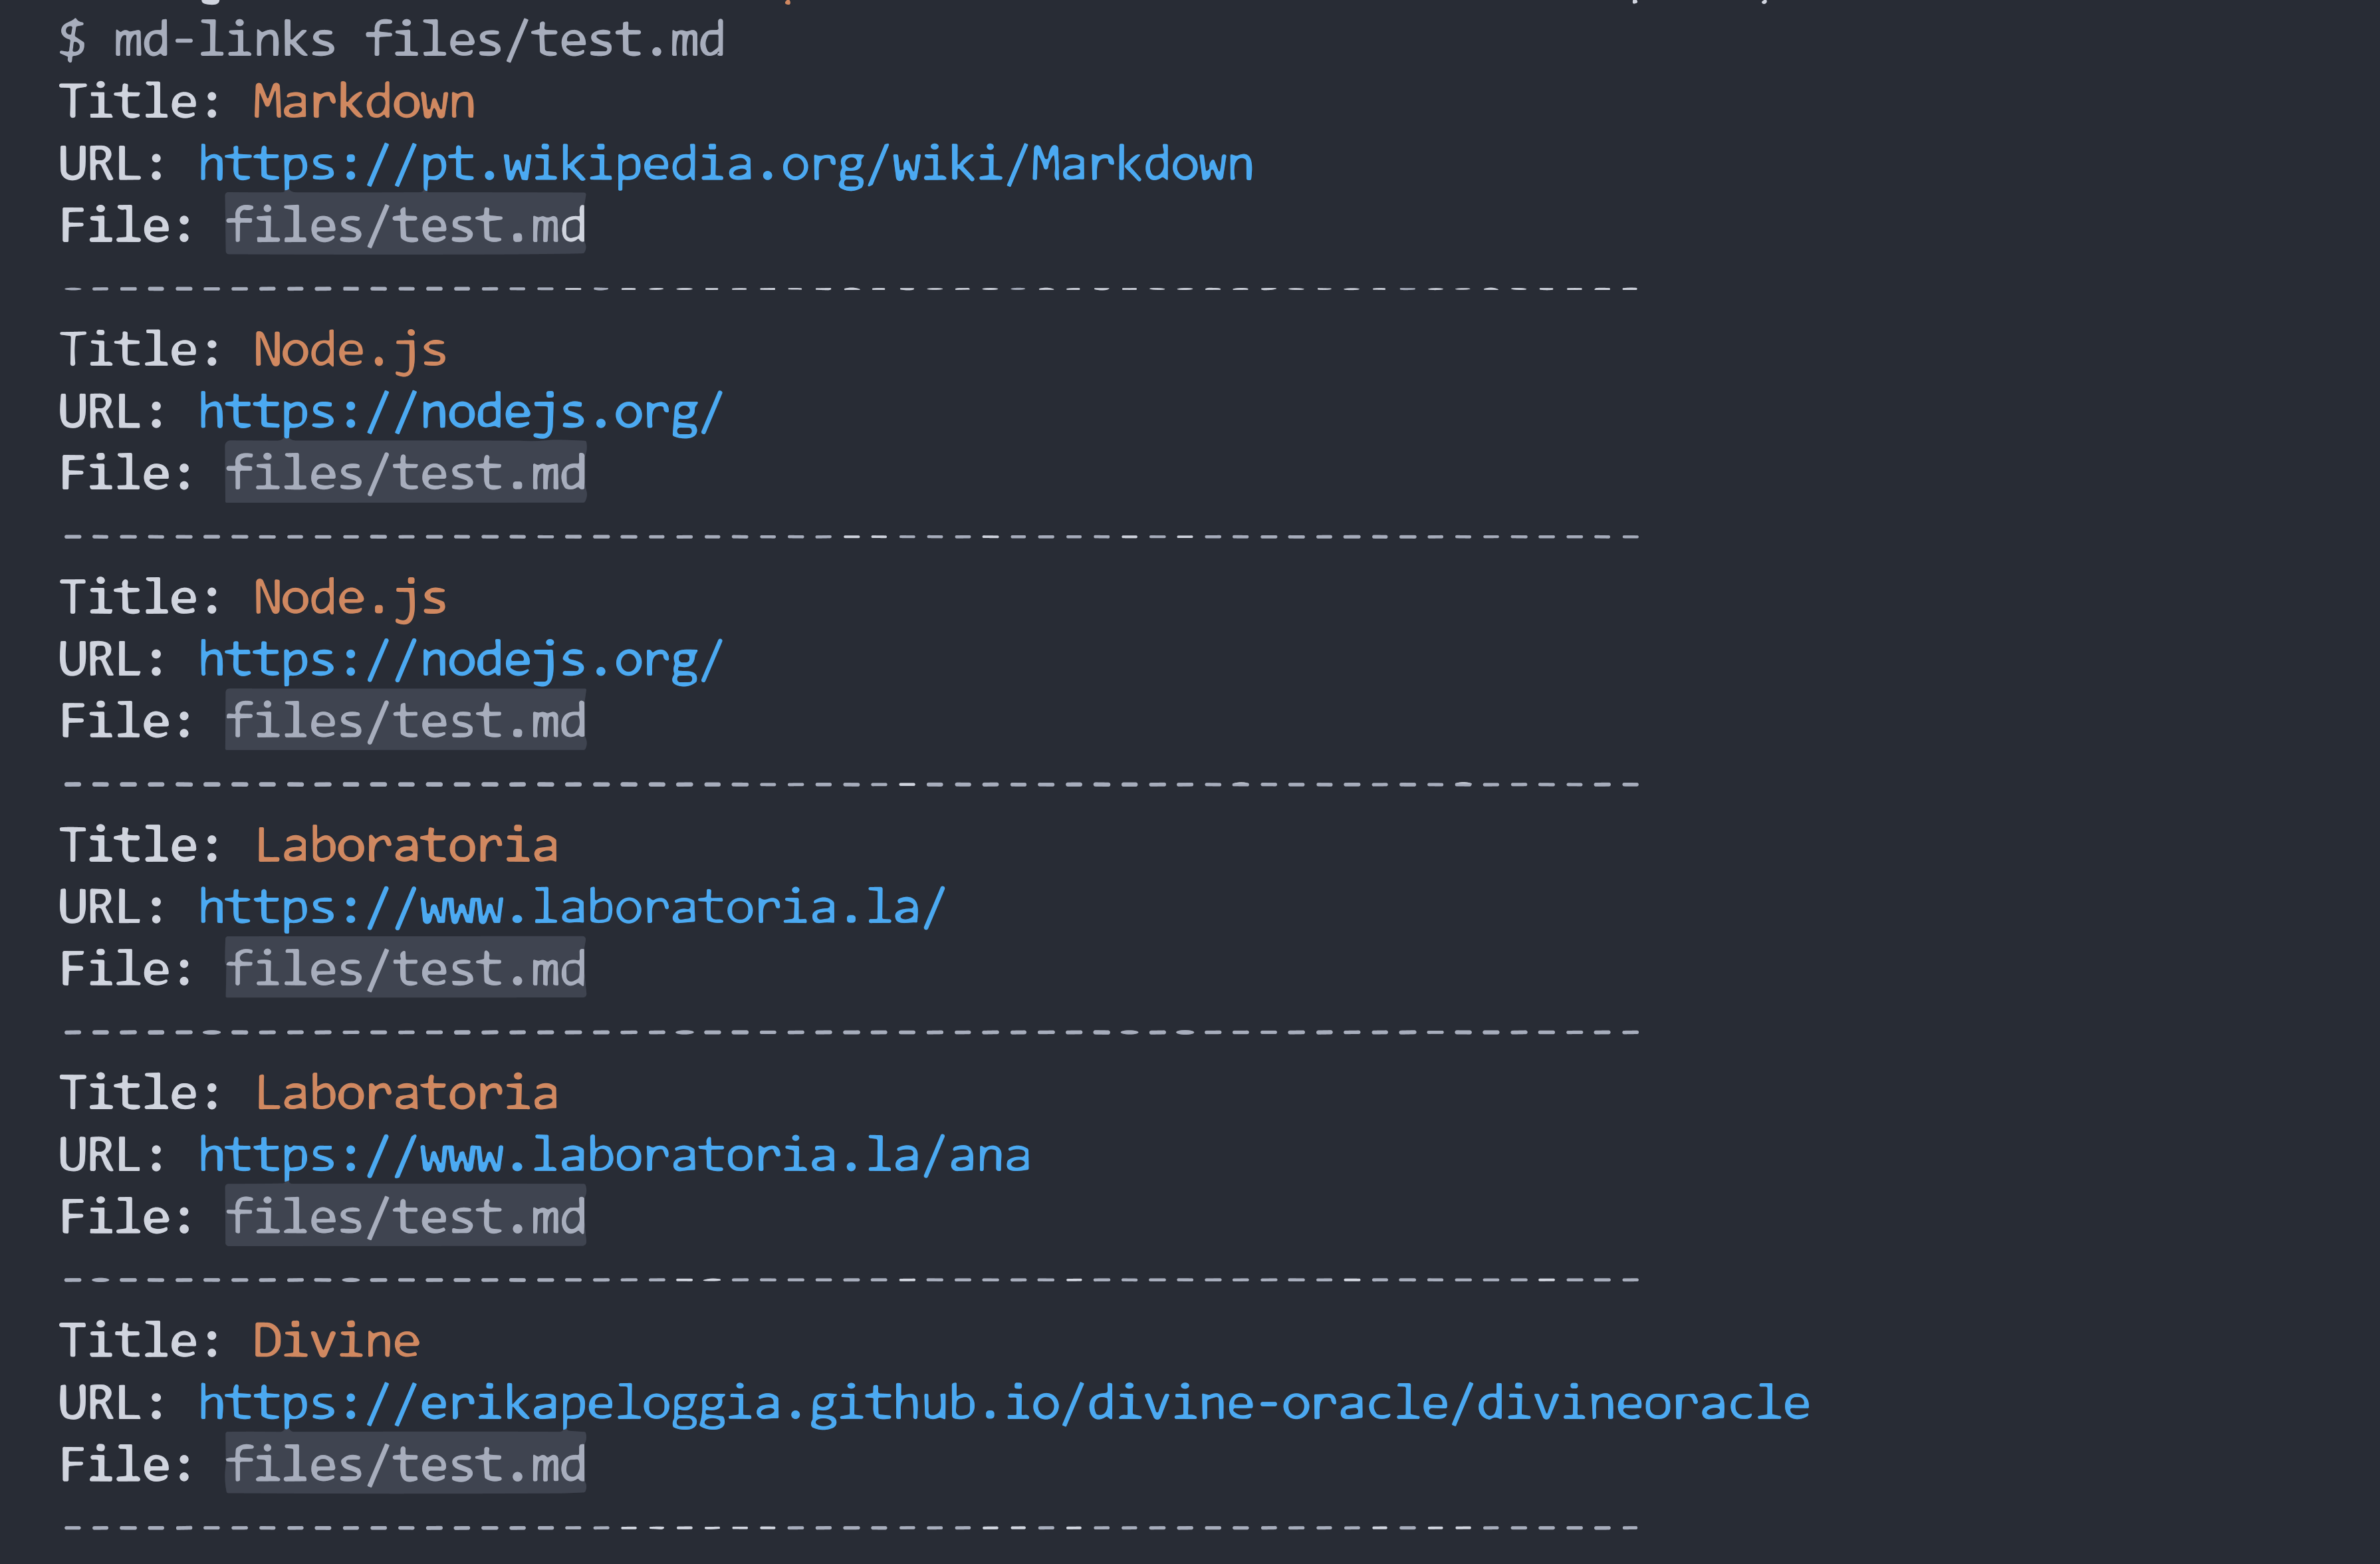 $ md-links files/test.md
Title: Markdown
URL: https://pt.wikipedia.org/wiki/Markdown
File: files/test.md
---------------------------------------------------------
Title: Node.js
URL: https://nodejs.org/
File: files/test.md
---------------------------------------------------------
Title: Node.js
URL: https://nodejs.org/
File: files/test.md
---------------------------------------------------------
Title: Laboratoria
URL: https://www.laboratoria.la/
File: files/test.md
---------------------------------------------------------
Title: Laboratoria
URL: https://www.laboratoria.la/ana
File: files/test.md
---------------------------------------------------------
Title: Divine
URL: https://erikapeloggia.github.io/divine-oracle/divineoracle
File: files/test.md
---------------------------------------------------------